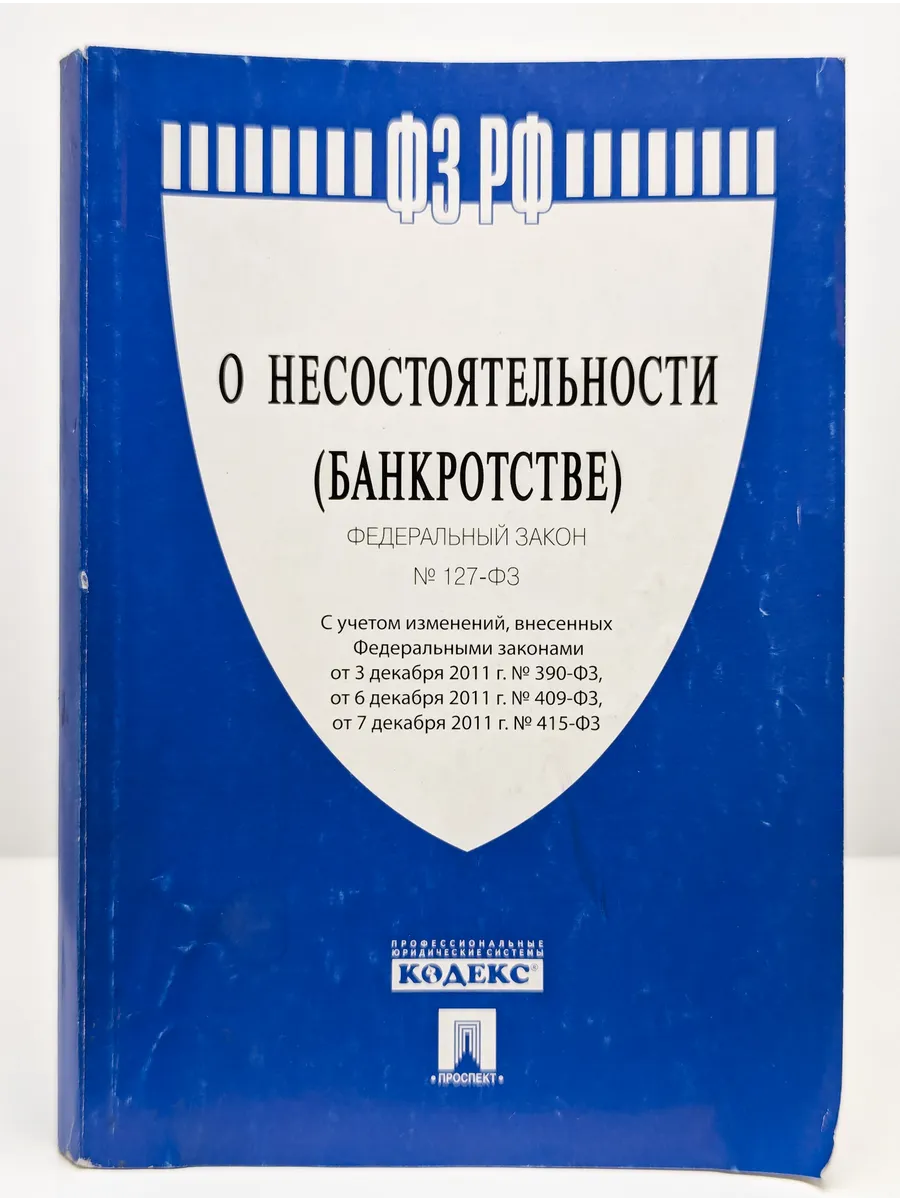 ФЗ РФ
О НЕСОСТОЯТЕЛЬНОСТИ
(БАНКРОТСТВЕ)
ФЕДЕРАЛЬНЫЙ ЗАКОН
№ 127-ФЗ
С учетом изменений, внесенных
Федеральными законами
от 3 декабря 2011 г. № 390-ФЗ,
от 6 декабря 2011 г. № 409-ФЗ,
от 7 декабря 2011 г. № 415-ФЗ
ПРОФЕССИОНАЛЬНЫЕ
ЮРИДИЧЕСКИЕ СИСТЕМЫ
КОДЕКС®
• ПРОСПЕКТ •